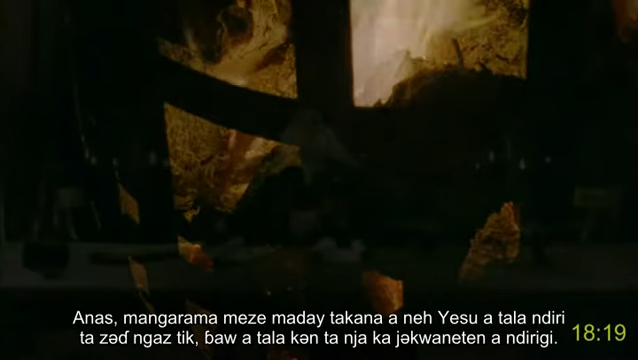 Anas, mangarama meze maday takana a neh Yesu a tala ndiri
ta zəɗ ngaz tik, ɓaw a tala kən ta nja ka jəkwaneten a ndirigi.
18:19